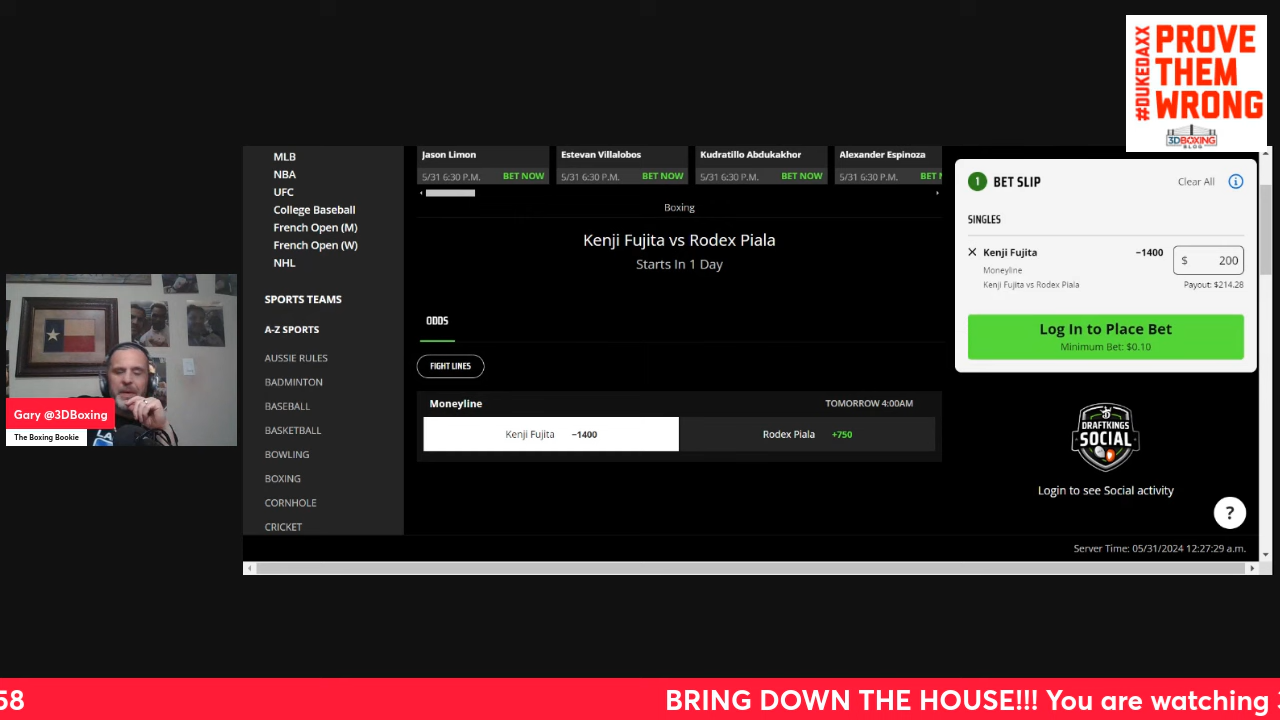 #DUKEDAXX
PROVE
THEM
WRONG
3DBOXING
BLOG
MLB
NBA
UFC
College Baseball
French Open (M)
French Open (W)
NHL
SPORTS TEAMS
A-Z SPORTS
AUSSIE RULES
BADMINTON
BASEBALL
BASKETBALL
BOWLING
BOXING
CORNHOLE
CRICKET
Jason Limon
5/31 6:30 P.M. BET NOW
Estevan Villalobos
5/31 6:30 P.M. BET NOW
Kudratillo Abdukakhor
5/31 6:30 P.M. BET NOW
Alexander Espinoza
5/31 6:30 P.M. BET N
Boxing
Kenji Fujita vs Rodex Piala
Starts In 1 Day
ODDS
FIGHT LINES
Moneyline TOMORROW 4:00AM
Kenji Fujita −1400 Rodex Piala +750
1 BET SLIP Clear All i
SINGLES
Kenji Fujita −1400 $ 200
Moneyline
Kenji Fujita vs Rodex Piala Payout: $214.28
Log In to Place Bet
Minimum Bet: $0.10
DRAFTKINGS
SOCIAL
Login to see Social activity
?
Server Time: 05/31/2024 12:27:29 a.m.
Gary @3DBoxing
The Boxing Bookie
LA
58 BRING DOWN THE HOUSE!!! You are watching